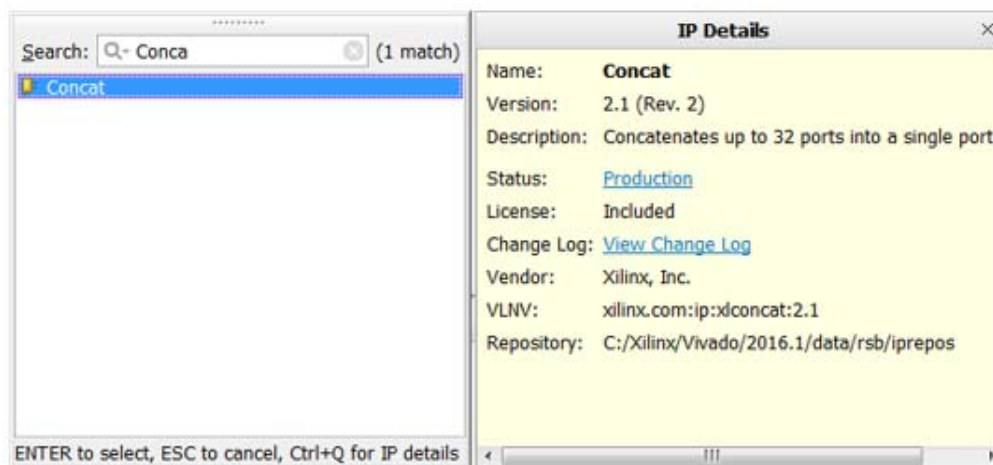 Search: Conca (1 match)
Concat
ENTER to select, ESC to cancel, Ctrl+Q for IP details
IP Details
Name: Concat
Version: 2.1 (Rev. 2)
Description: Concatenates up to 32 ports into a single port
Status: Production
License: Included
Change Log: View Change Log
Vendor: Xilinx, Inc.
VLNV: xilinx.com:ip:xlconcat:2.1
Repository: C:/Xilinx/Vivado/2016.1/data/rsb/iprepos